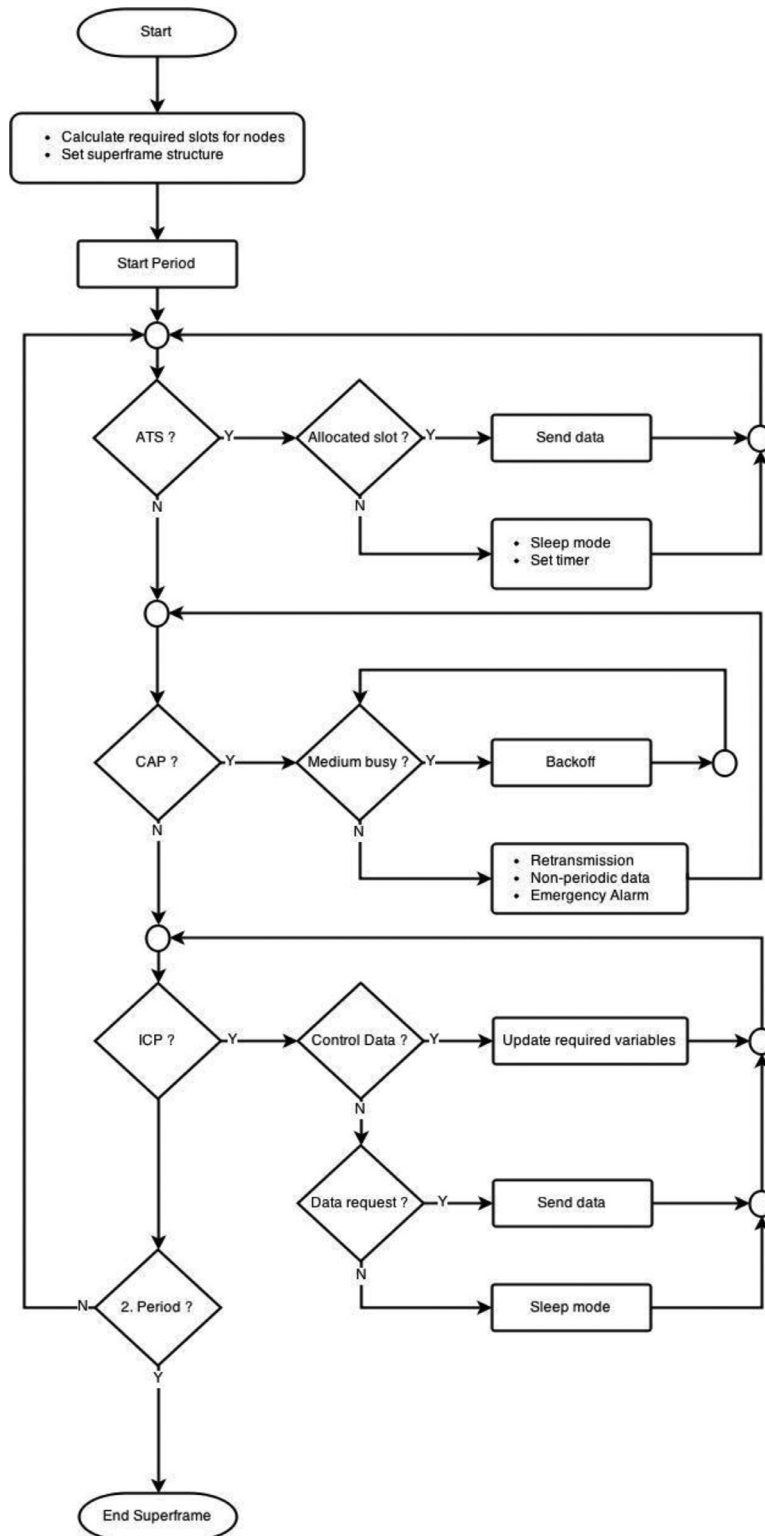 Start
• Calculate required slots for nodes
• Set superframe structure
Start Period
ATS ?
Y
Allocated slot ?
Y
Send data
N
N
• Sleep mode
• Set timer
CAP ?
Y
Medium busy ?
Y
Backoff
N
N
• Retransmission
• Non-periodic data
• Emergency Alarm
ICP ?
Y
Control Data ?
Y
Update required variables
N
Data request ?
Y
Send data
N
2. Period ?
N
Sleep mode
Y
End Superframe